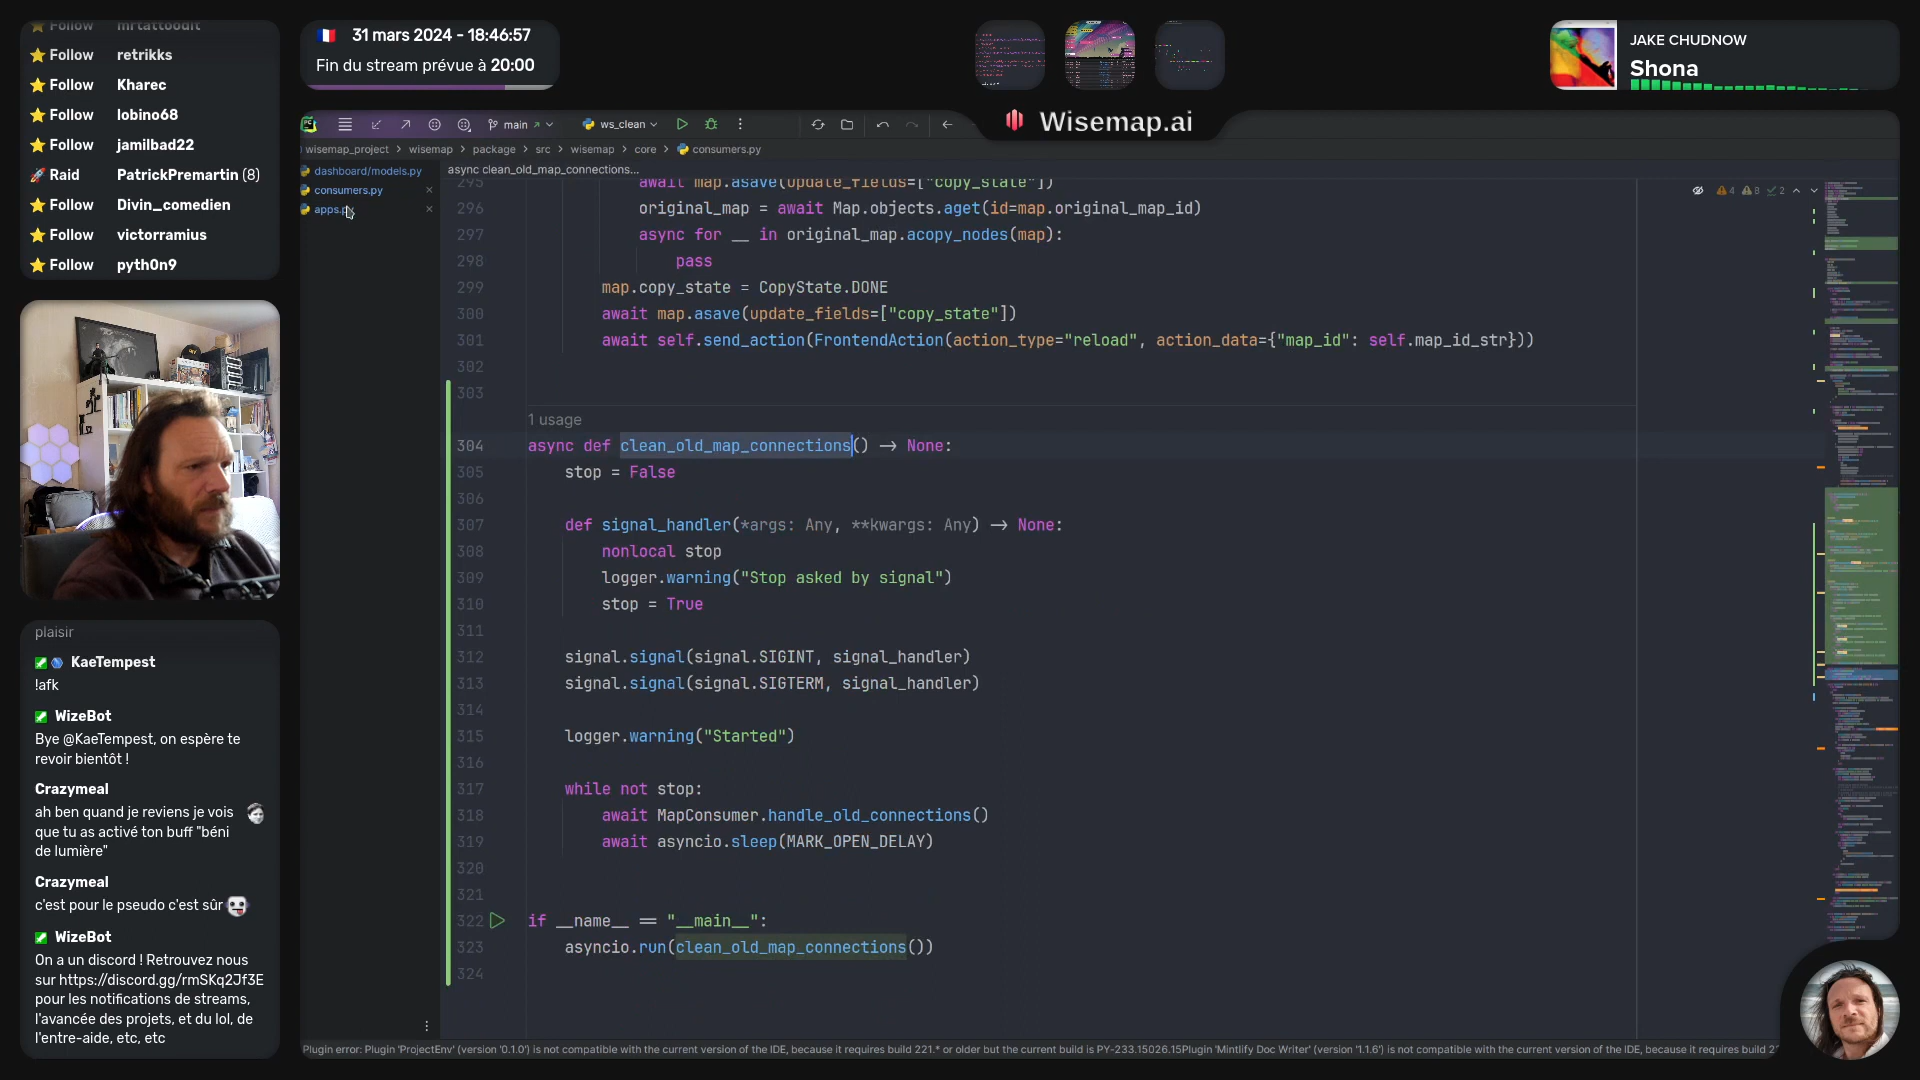 Follow mrtattoodit
Follow retrikks
Follow Kharec
Follow lobino68
Follow jamilbad22
Raid PatrickPremartin (8)
Follow Divin_comedien
Follow victorramius
Follow pyth0n9
31 mars 2024 - 18:46:57
Fin du stream prévue à 20:00
JAKE CHUDNOW
Shona
main
ws_clean
Wisemap.ai
wisemap_project > wisemap > package > src > wisemap > core > consumers.py
dashboard/models.py
consumers.py
apps.py
async clean_old_map_connections...
4 8 2
295 await map.asave(update_fields=["copy_state"])
296 original_map = await Map.objects.aget(id=map.original_map_id)
297 async for __ in original_map.acopy_nodes(map):
298 pass
299 map.copy_state = CopyState.DONE
300 await map.asave(update_fields=["copy_state"])
301 await self.send_action(FrontendAction(action_type="reload", action_data={"map_id": self.map_id_str}))
302
303
1 usage
304 async def clean_old_map_connections() -> None:
305 stop = False
306
307 def signal_handler(*args: Any, **kwargs: Any) -> None:
308 nonlocal stop
309 logger.warning("Stop asked by signal")
310 stop = True
311
312 signal.signal(signal.SIGINT, signal_handler)
313 signal.signal(signal.SIGTERM, signal_handler)
314
315 logger.warning("Started")
316
317 while not stop:
318 await MapConsumer.handle_old_connections()
319 await asyncio.sleep(MARK_OPEN_DELAY)
320
321
322 if __name__ == "__main__":
323 asyncio.run(clean_old_map_connections())
324
plaisir
KaeTempest
!afk
WizeBot
Bye @KaeTempest, on espère te
revoir bientôt !
Crazymeal
ah ben quand je reviens je vois
que tu as activé ton buff "béni
de lumière"
Crazymeal
c'est pour le pseudo c'est sûr
WizeBot
On a un discord ! Retrouvez nous
sur https://discord.gg/rmSKq2Jf3E
pour les notifications de streams,
l'avancée des projets, et du lol, de
l'entre-aide, etc, etc
Plugin error: Plugin 'ProjectEnv' (version '0.1.0') is not compatible with the current version of the IDE, because it requires build 221.* or older but the current build is PY-233.15026.15Plugin 'Mintlify Doc Writer' (version '1.1.6') is not compatible with the current version of the IDE, because it requires build 22